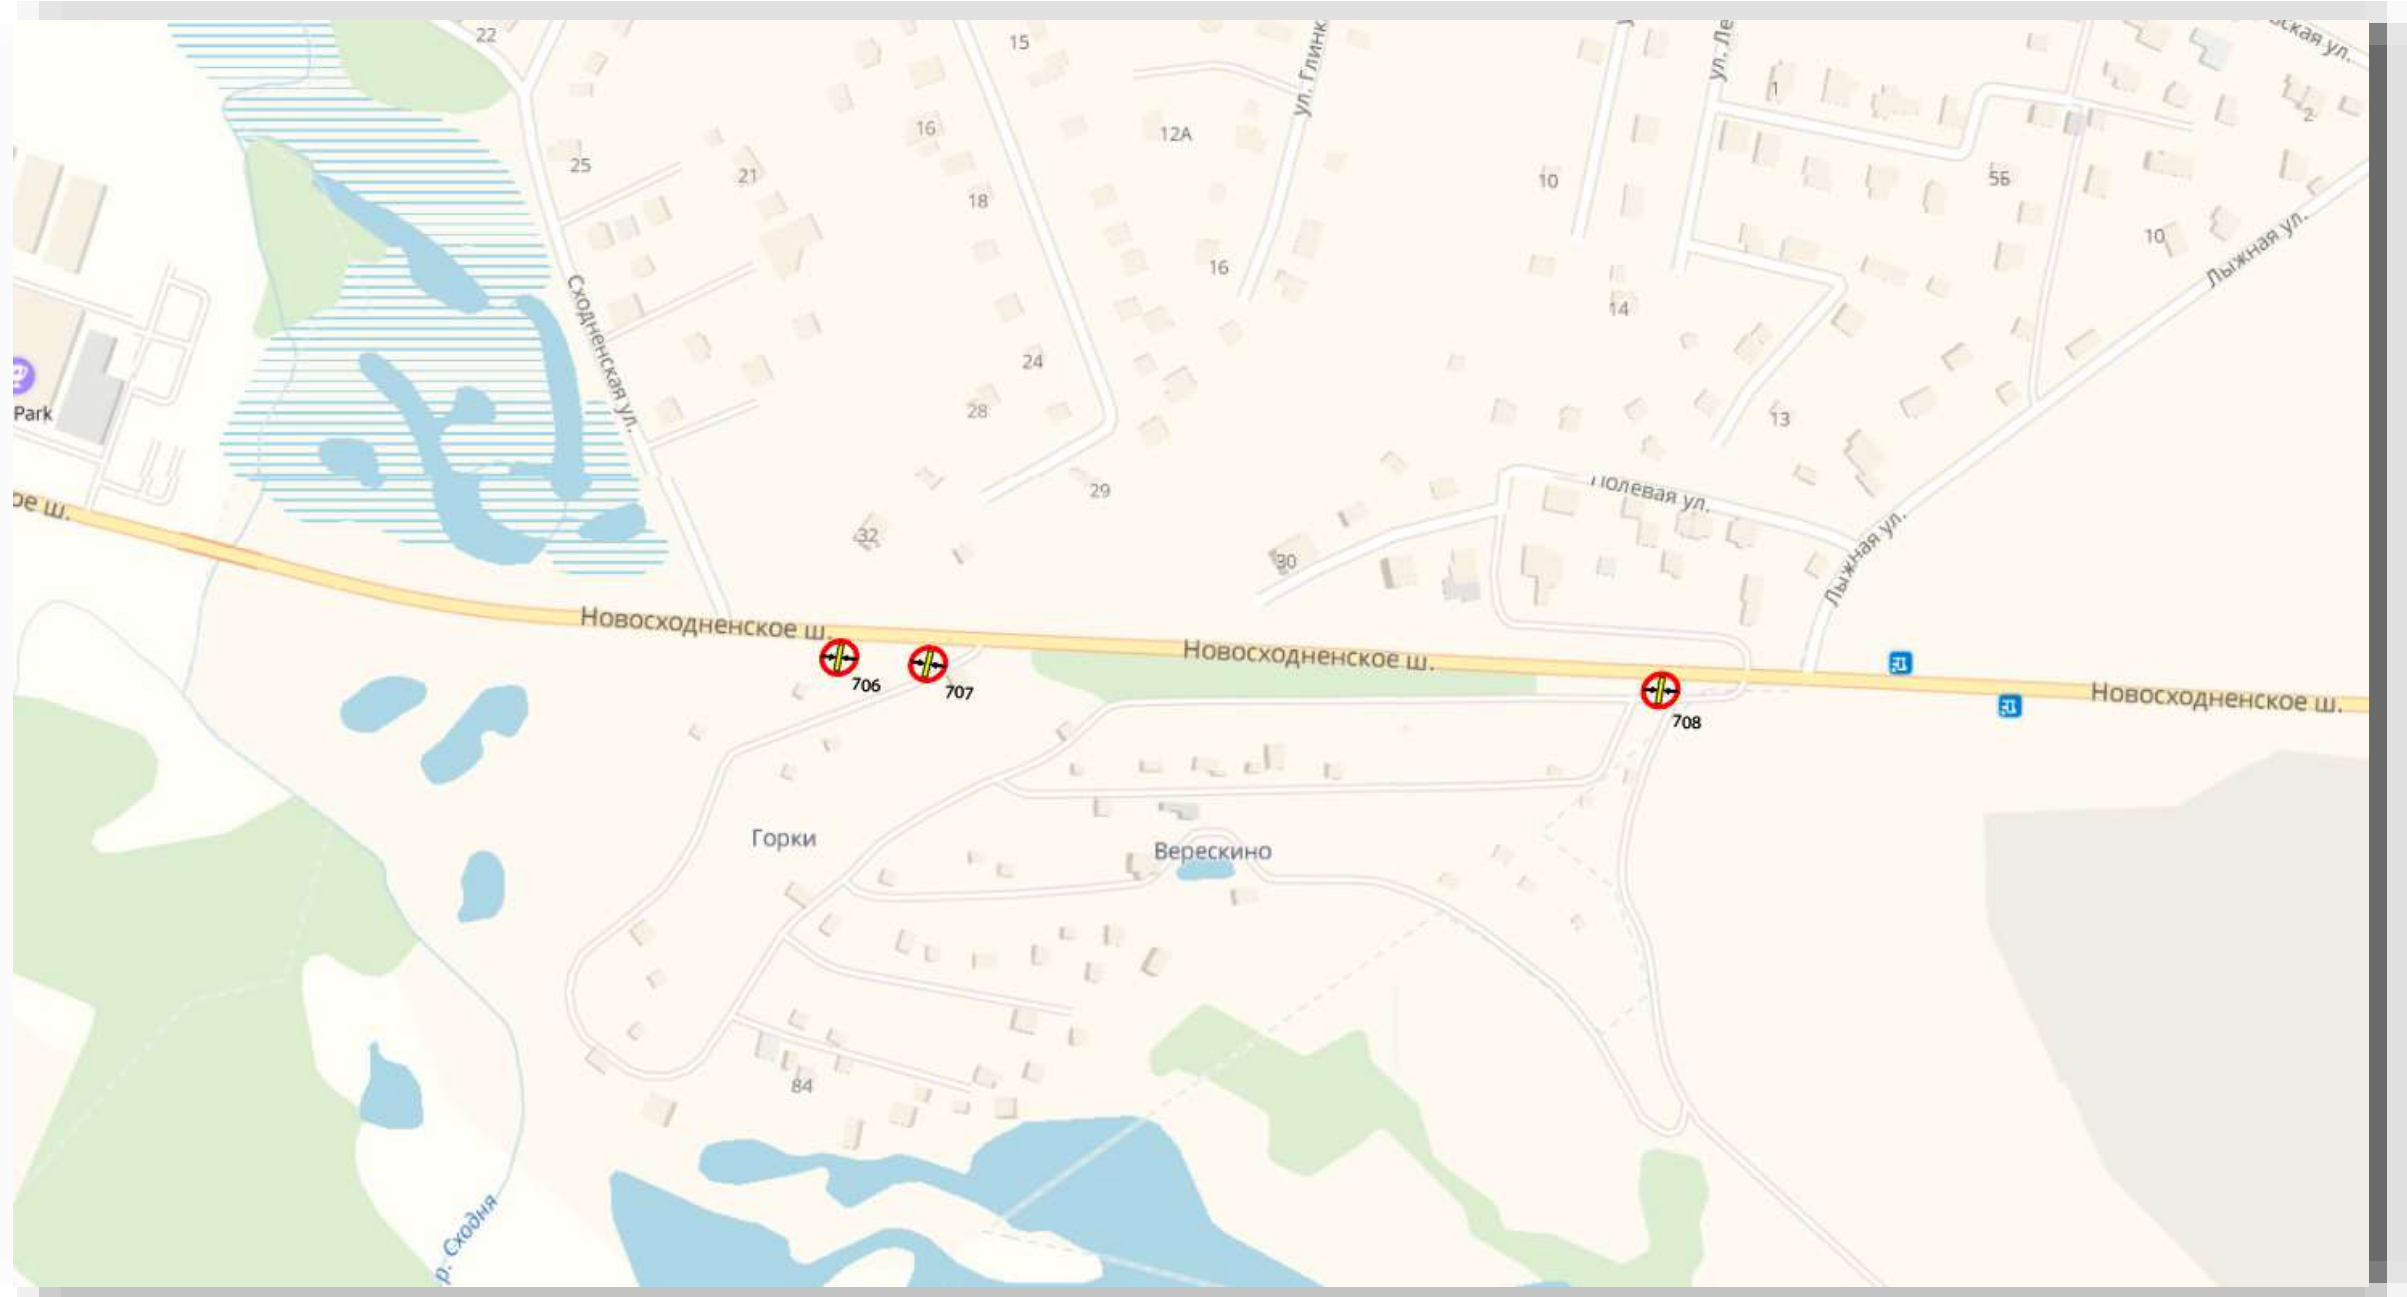 22
15
ул. Глинк
ул. Ле
ская ул.
1
2
16
12А
25
21
18
10
5Б
10
Лыжная ул.
16
14
Сходненская ул.
24
28
13
Park
29
Полевая ул.
ое ш.
32
30
Лыжная ул.
Новосходненское ш.
Новосходненское ш.
Новосходненское ш.
706
707
708
Горки
Верескино
84
р. Сходня